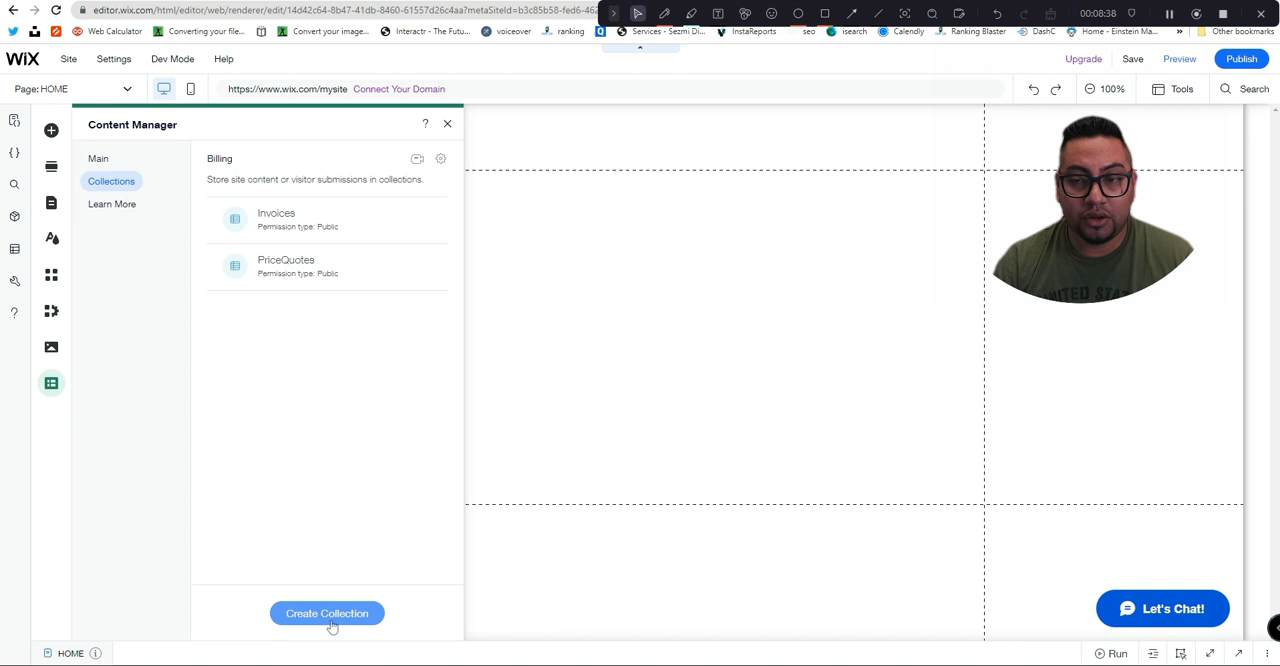 editor.wix.com/html/editor/web/renderer/edit/14d42c64-8b47-41db-8460-61557d26c4aa?metaSiteId=b3c85b58-fed6-462
00:08:38
Web Calculator
Converting your file...
Convert your image...
Interactr - The Futu...
voiceover
ranking
Services - Sezmi Di...
InstaReports
seo
isearch
Calendly
Ranking Blaster
DashC
Home - Einstein Ma...
Other bookmarks
WiX
Site
Settings
Dev Mode
Help
Upgrade
Save
Preview
Publish
Page: HOME
https://www.wix.com/mysite Connect Your Domain
100%
Tools
Search
Content Manager
?
Main
Collections
Learn More
Billing
Store site content or visitor submissions in collections.
Invoices
Permission type: Public
PriceQuotes
Permission type: Public
Create Collection
UNITED STA
Let's Chat!
HOME
Run